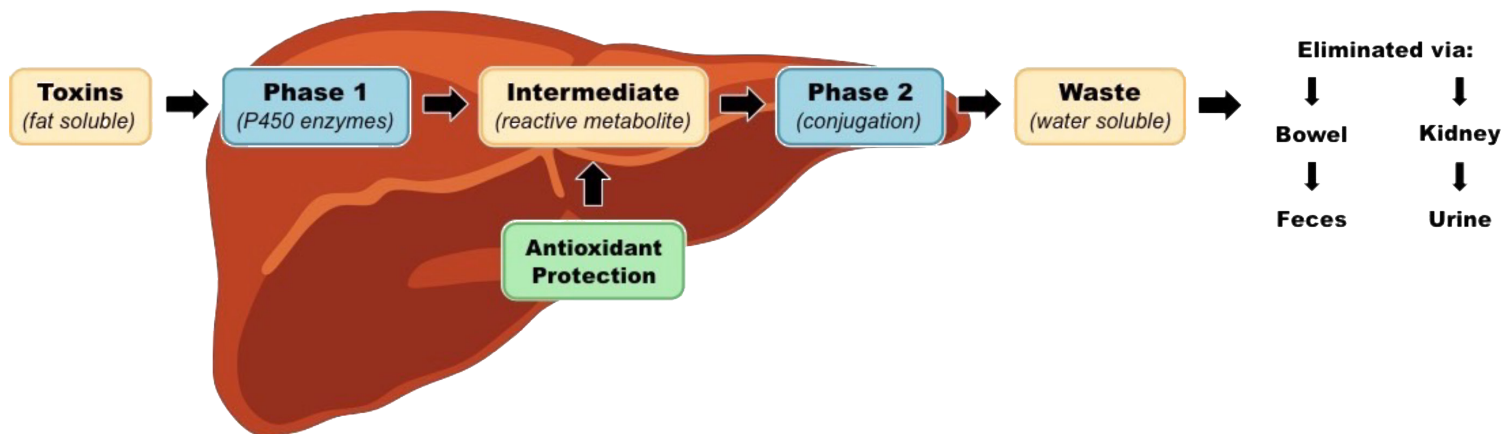 Toxins
(fat soluble)
Phase 1
(P450 enzymes)
Intermediate
(reactive metabolite)
Phase 2
(conjugation)
Waste
(water soluble)
Antioxidant
Protection
Eliminated via:
Bowel
Feces
Kidney
Urine